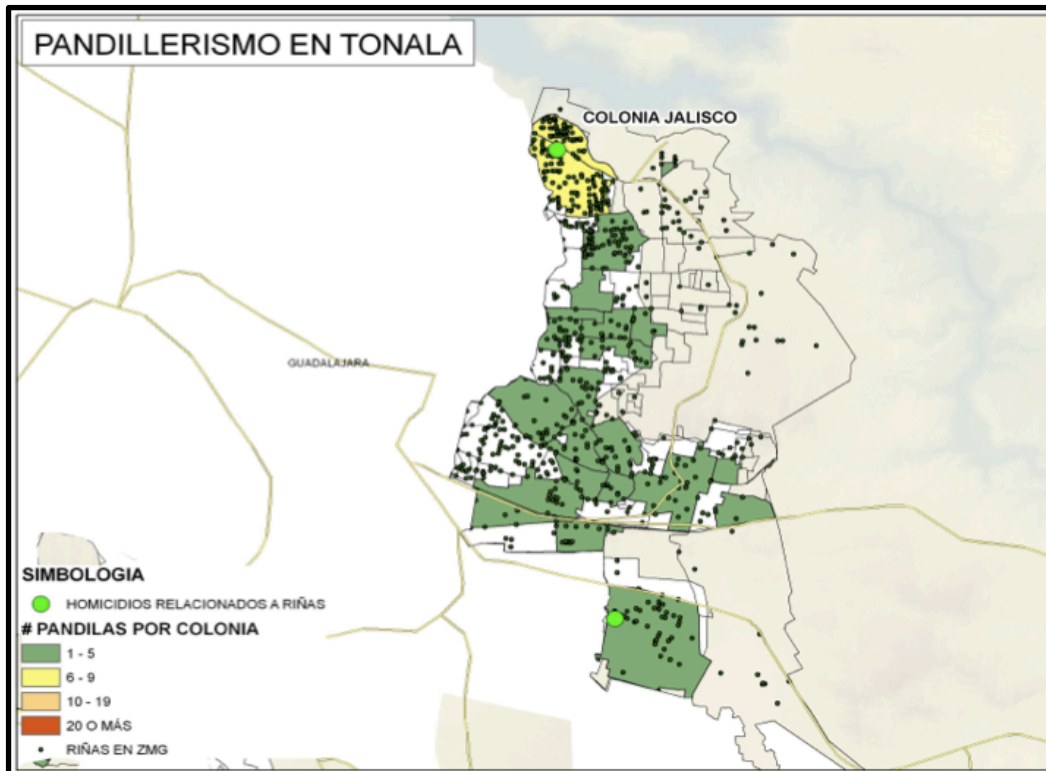 PANDILLERISMO EN TONALA
COLONIA JALISCO
GUADALAJARA
SIMBOLOGIA
HOMICIDIOS RELACIONADOS A RIÑAS
# PANDILAS POR COLONIA
1 - 5
6 - 9
10 - 19
20 O MÁS
RIÑAS EN ZMG